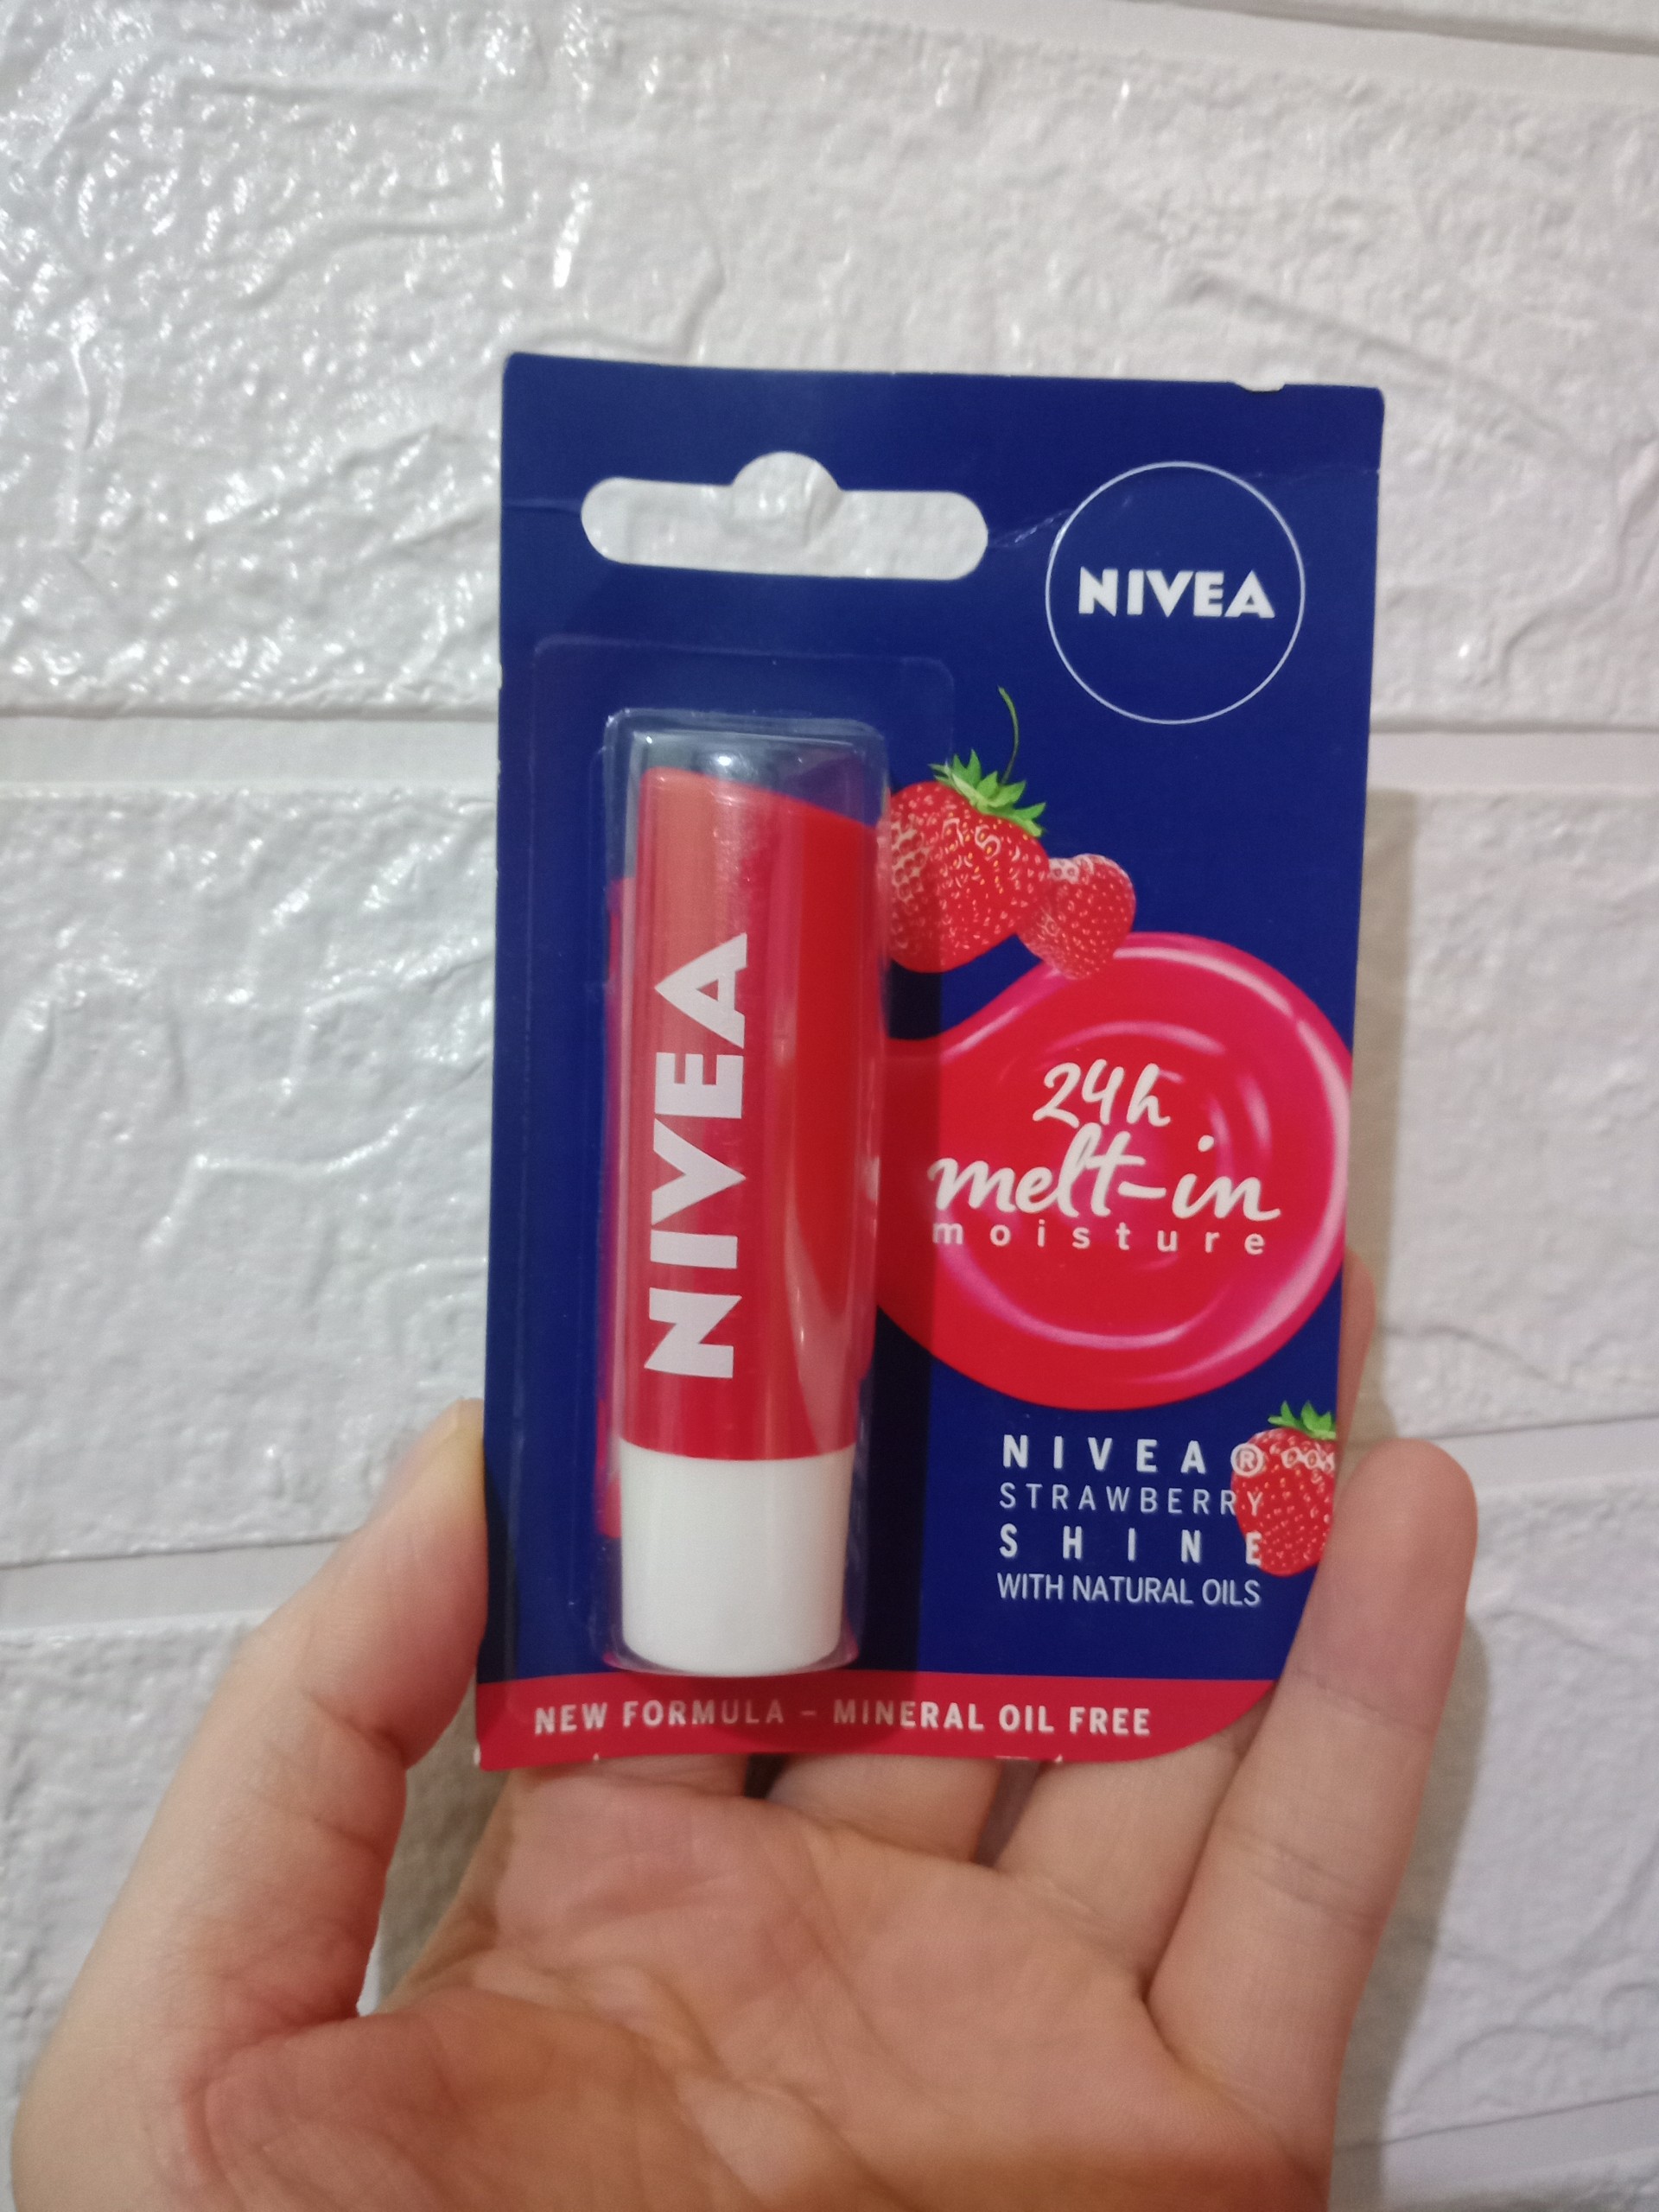 NIVEA
NIVEA
24h
melt-in
moisture
NIVEA®
STRAWBERRY
SHINE
WITH NATURAL OILS
NEW FORMULA – MINERAL OIL FREE